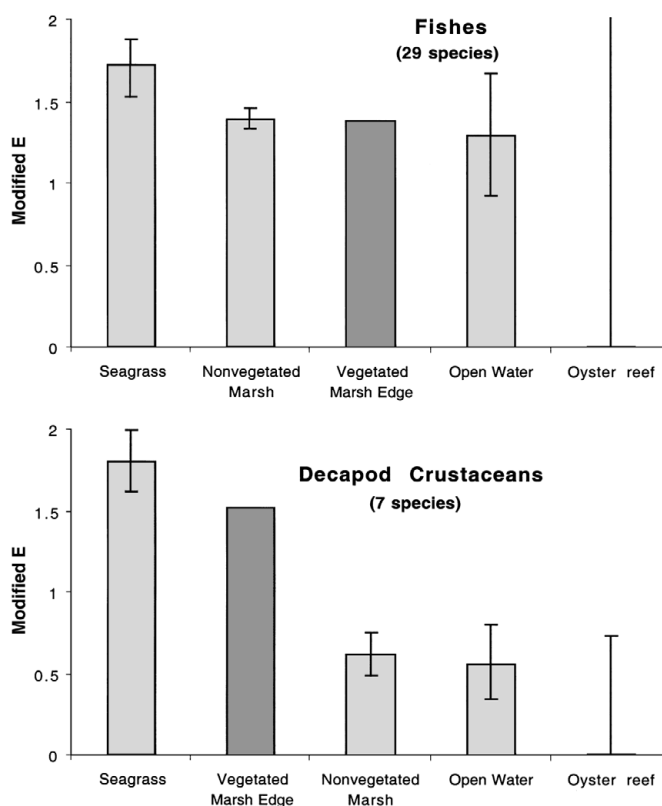 Fishes
(29 species)
Modified E
2
1.5
1
0.5
0
Seagrass
Nonvegetated
Marsh
Vegetated
Marsh Edge
Open Water
Oyster reef
Decapod Crustaceans
(7 species)
Modified E
2
1.5
1
0.5
0
Seagrass
Vegetated
Marsh Edge
Nonvegetated
Marsh
Open Water
Oyster reef